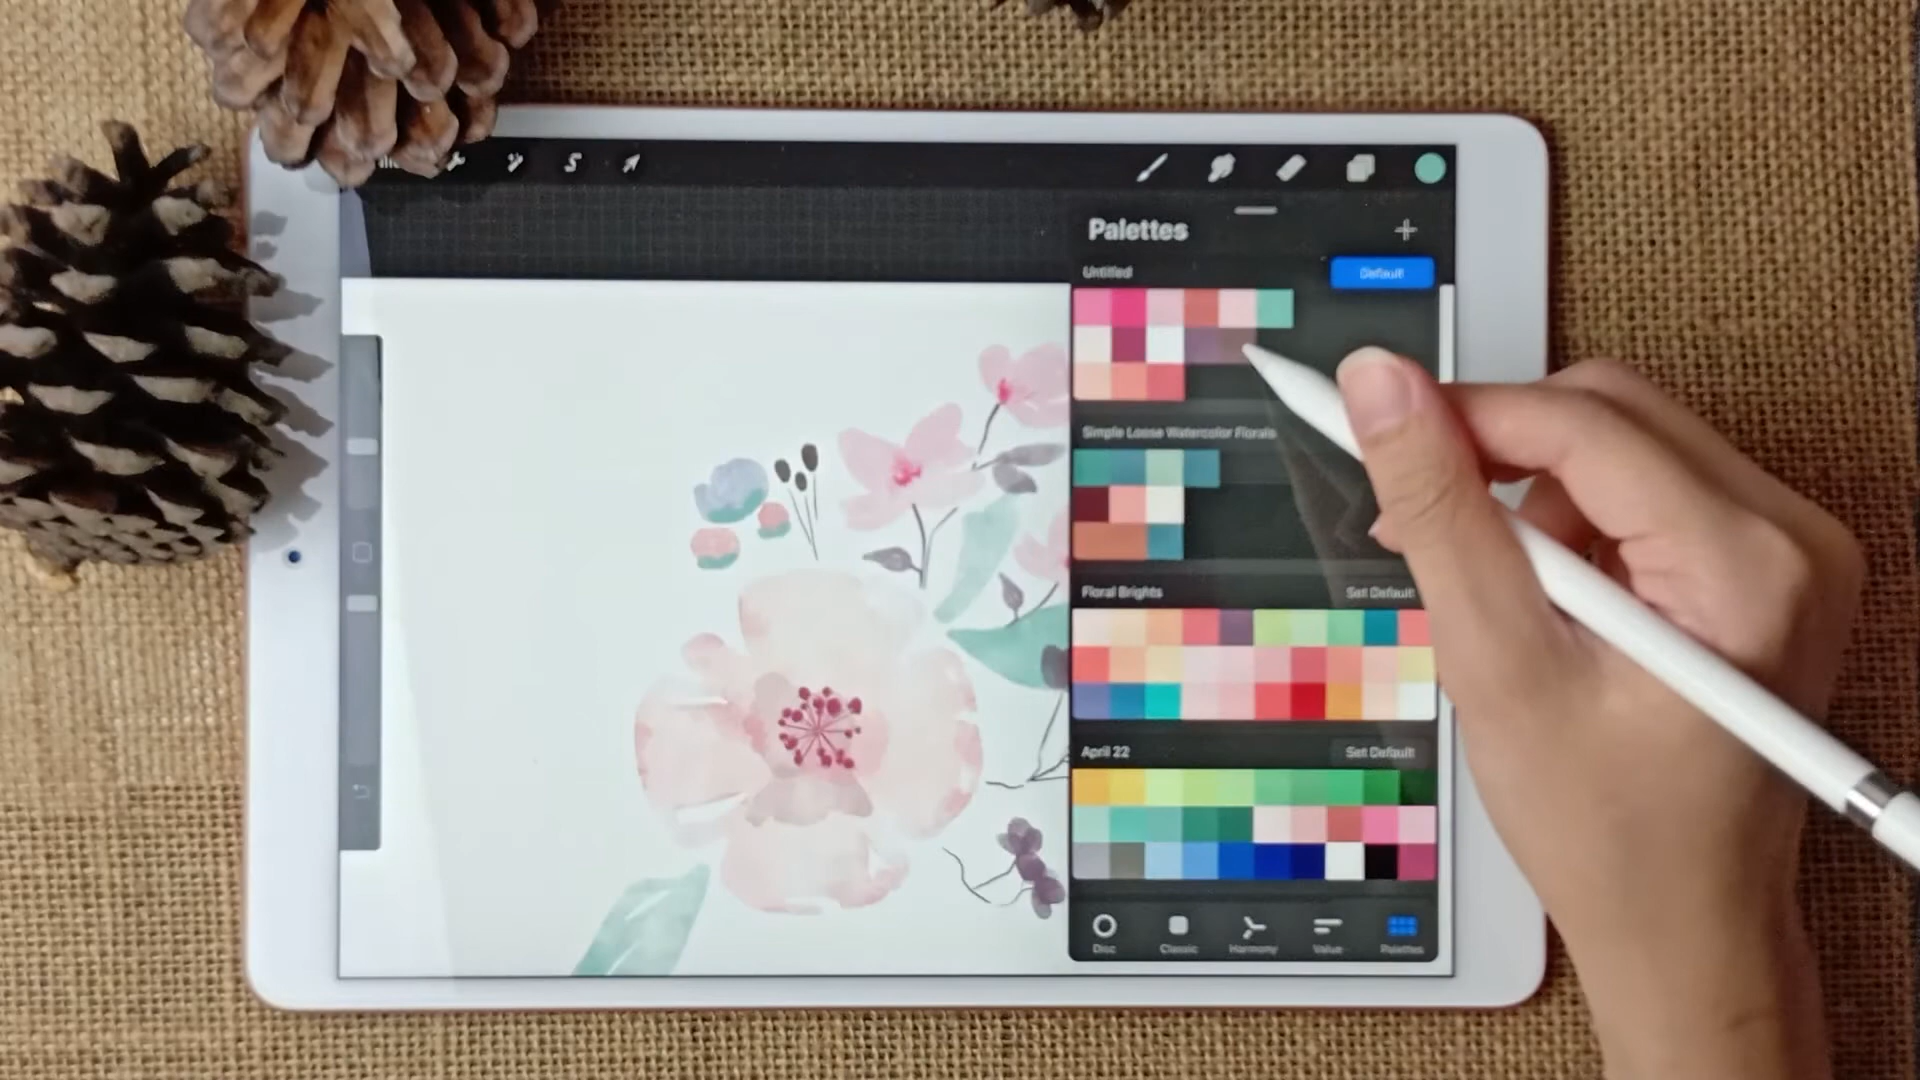 Palettes
Untitled
Default
Simple Loose Watercolor Florals
Floral Brights
Set Default
April 22
Set Default
Disc
Classic
Harmony
Value
Palettes